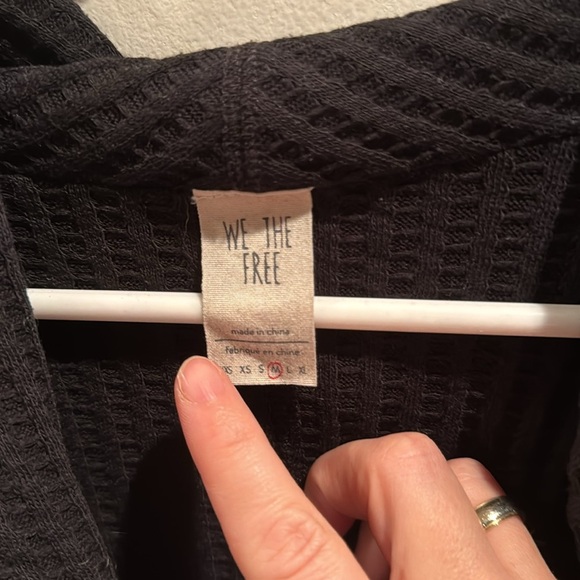 WE THE
FREE
made in china
fabriqué en chine
XS S M L XL